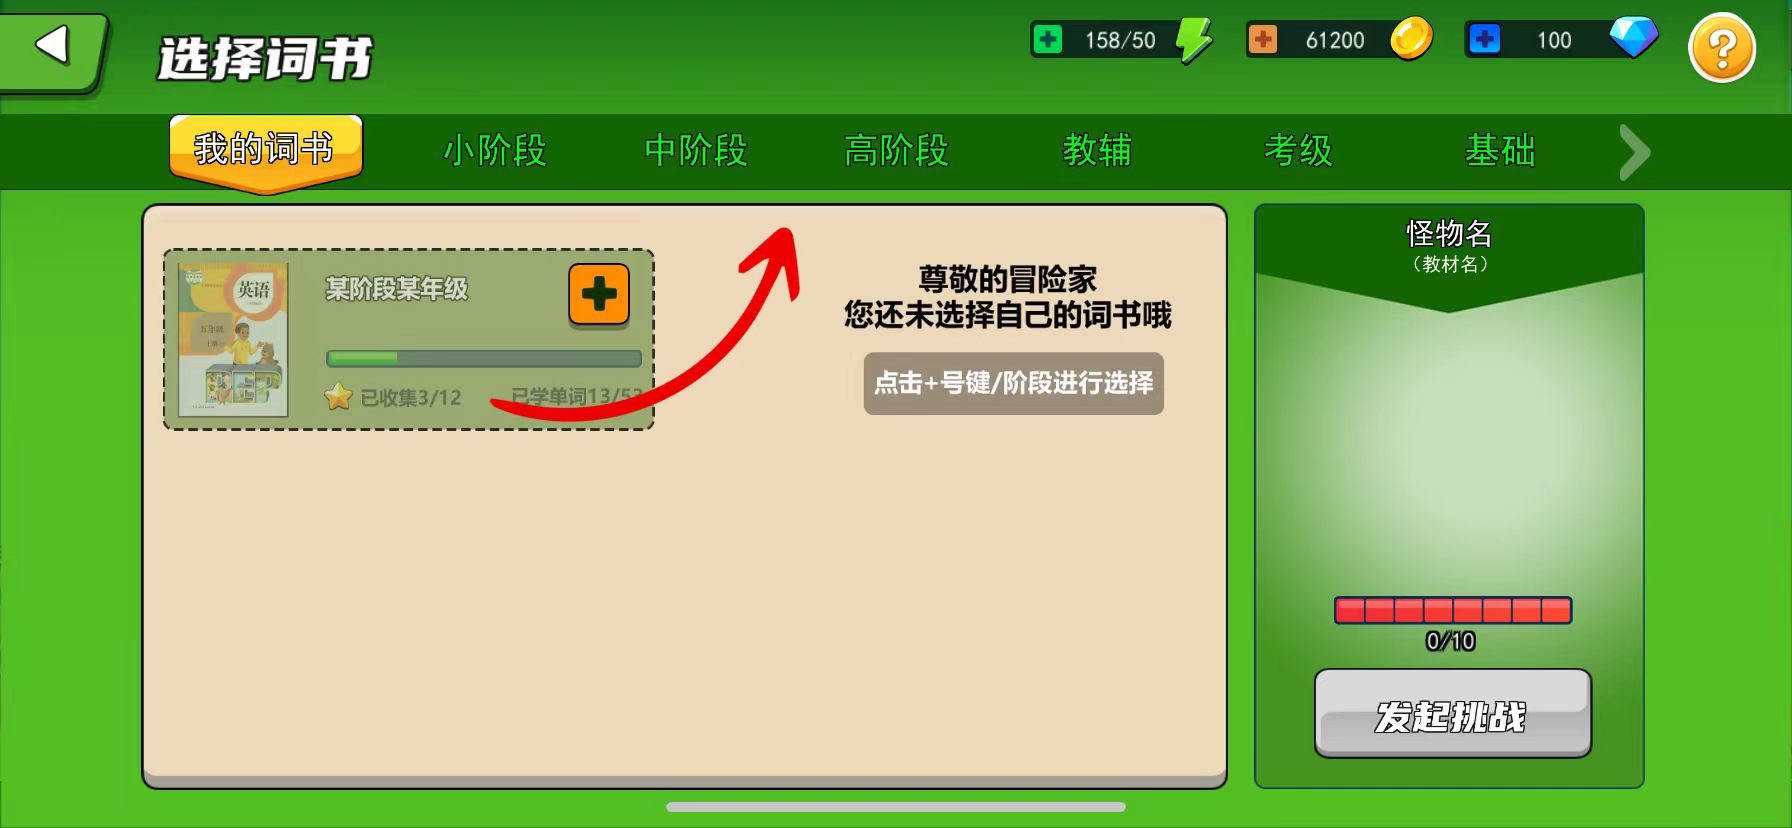 选择词书
158/50
61200
100
?
我的词书
小阶段
中阶段
高阶段
教辅
考级
基础
英语
五年级
上册
某阶段某年级
已收集3/12
已学单词13/53
尊敬的冒险家
您还未选择自己的词书哦
点击+号键/阶段进行选择
怪物名
（教材名）
0/10
发起挑战